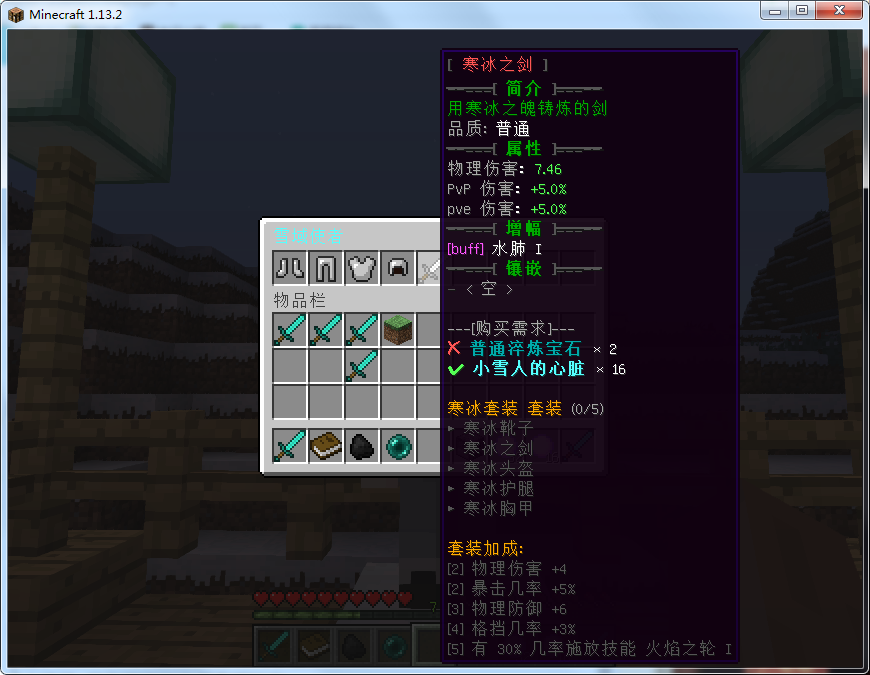 Minecraft 1.13.2
[ 寒冰之剑 ]
-----[ 简介 ]-----
用寒冰之魄铸炼的剑
品质: 普通
-----[ 属性 ]-----
物理伤害: 7.46
PvP 伤害: +5.0%
pve 伤害: +5.0%
-----[ 增幅 ]-----
[buff] 水肺 I
-----[ 镶嵌 ]-----
- < 空 >
---[购买需求]---
✗ 普通淬炼宝石 × 2
✔ 小雪人的心脏 × 16
寒冰套装 套装 (0/5)
▸ 寒冰靴子
▸ 寒冰之剑
▸ 寒冰头盔
▸ 寒冰护腿
▸ 寒冰胸甲
套装加成:
[2] 物理伤害 +4
[2] 暴击几率 +5%
[3] 物理防御 +6
[4] 格挡几率 +3%
[5] 有 30% 几率施放技能 火焰之轮 I
物品栏
7